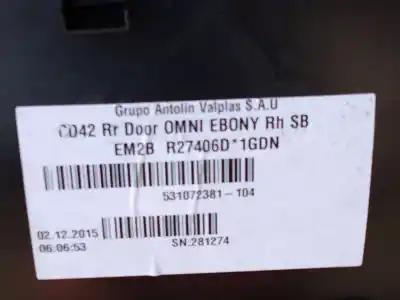 Grupo Antolin Valplas S.A.U
CD42 Rr Door OMNI EBONY Rh SB
EM2B R27406D*1GDN
531072381-104
02.12.2015
06:06:53
SN:281274